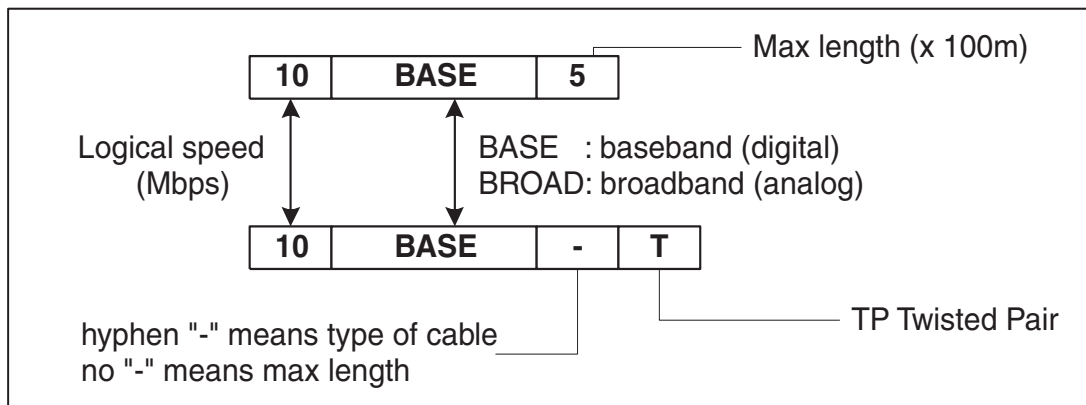 Max length (x 100m)
10 BASE 5
Logical speed
(Mbps)
BASE : baseband (digital)
BROAD: broadband (analog)
10 BASE - T
TP Twisted Pair
hyphen "-" means type of cable
no "-" means max length